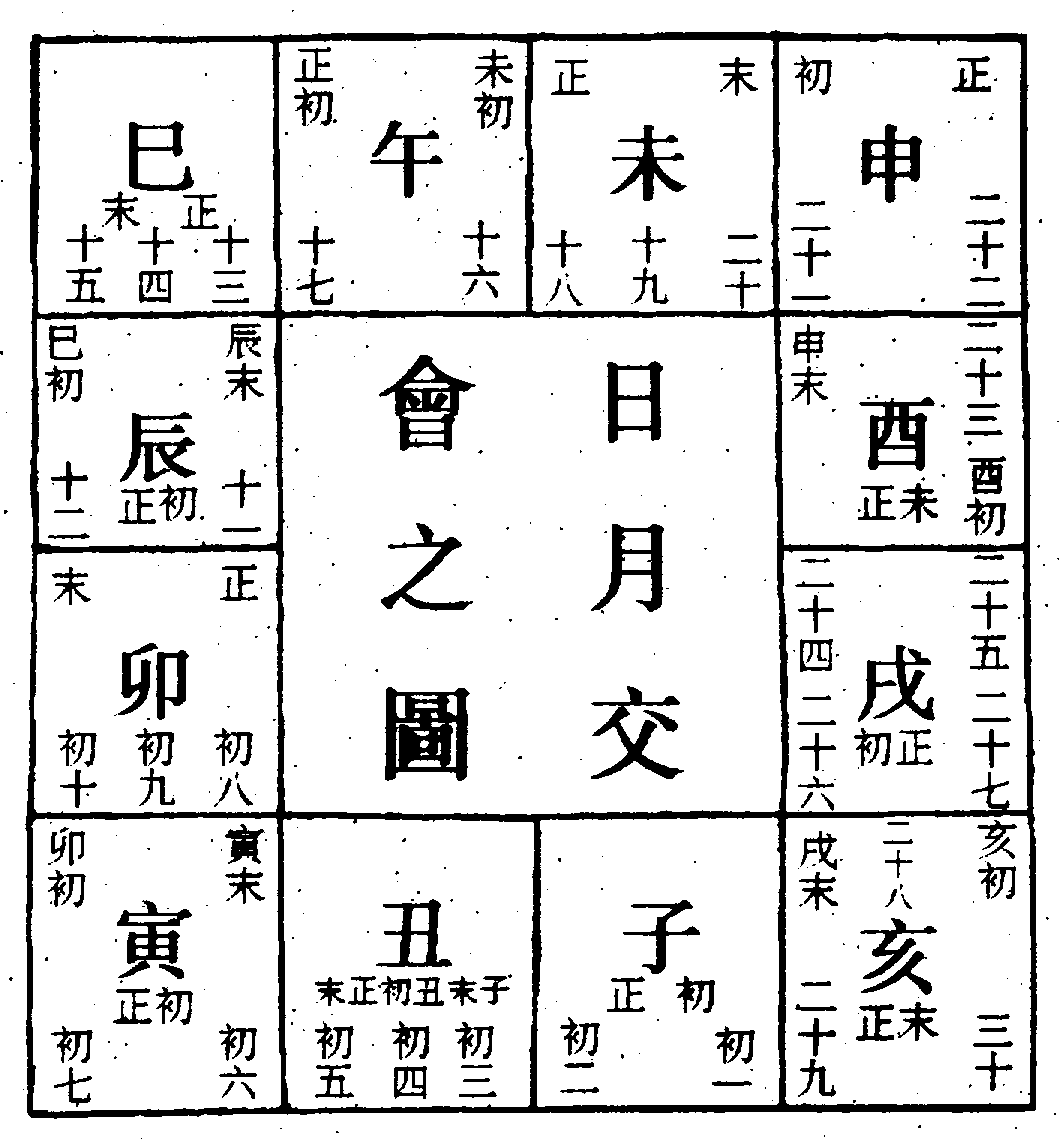 日月交
會之圖
子
初
正
初一
初二
丑
子末丑初正末
初三
初四
初五
寅末
寅
初正
卯初
初六
初七
正
卯
末
初八
初九
初十
辰末
辰
初正
巳初
十一
十二
巳
正
末
十三
十四
十五
未初
午
正初
十六
十七
末
未
正
二十
十九
十八
正
申
初
二十二
二十一
二十三
酉初
酉
未正
申末
二十五
二十七
戌
正初
二十四
二十六
亥初
二十八
亥
末正
戌末
三十
二十九